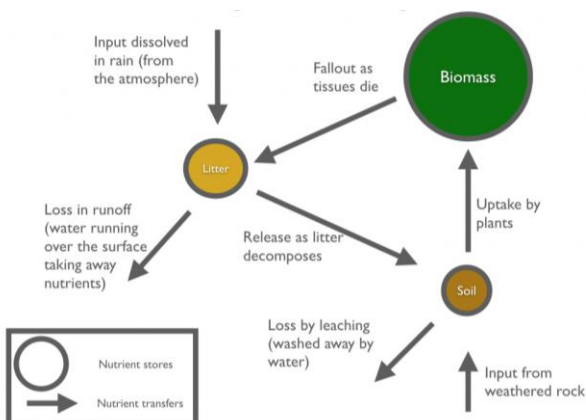 Input dissolved
in rain (from
the atmosphere)
Fallout as
tissues die
Biomass
Litter
Loss in runoff
(water running
over the surface
taking away
nutrients)
Release as litter
decomposes
Uptake by
plants
Soil
Loss by leaching
(washed away by
water)
Input from
weathered rock
Nutrient stores
Nutrient transfers